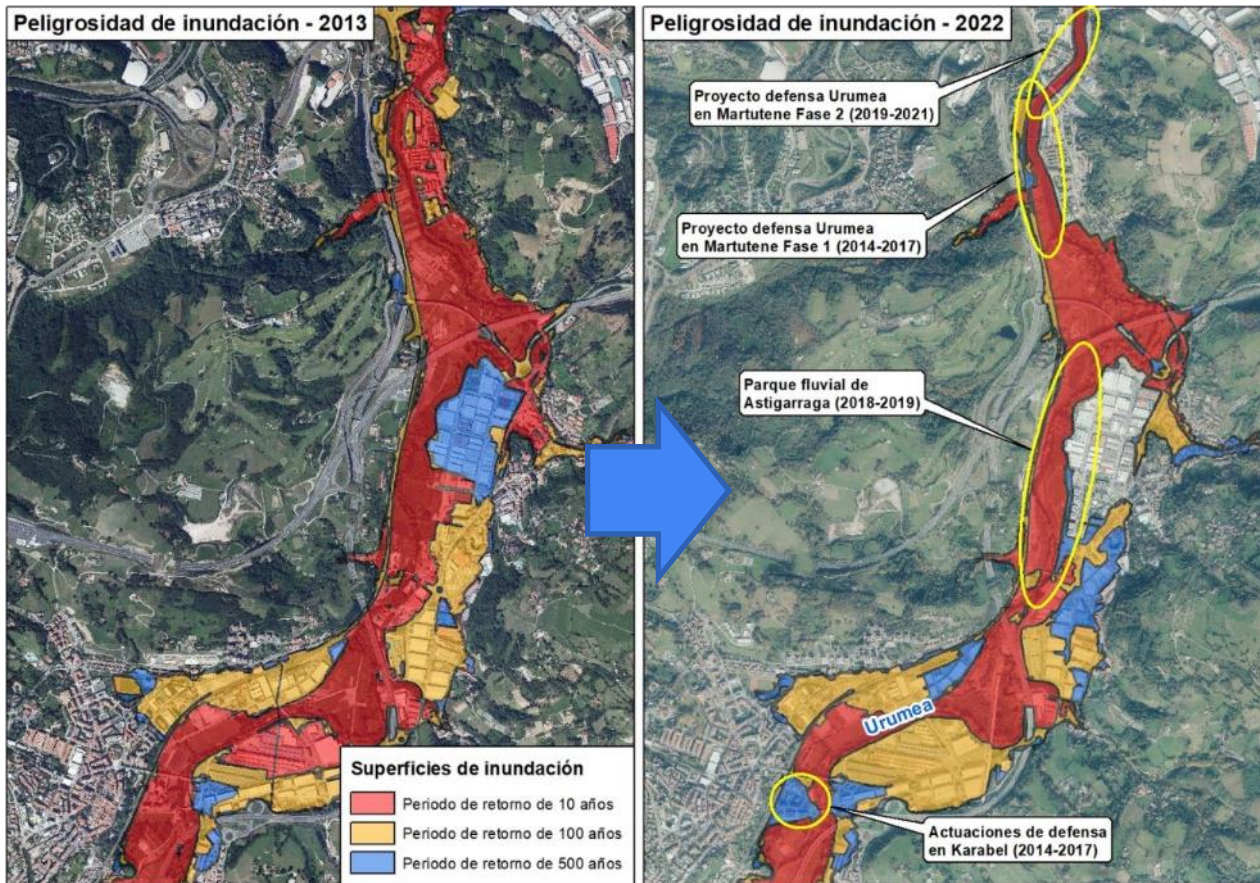 Peligrosidad de inundación - 2013
Superficies de inundación
Periodo de retorno de 10 años
Periodo de retorno de 100 años
Periodo de retorno de 500 años
Peligrosidad de inundación - 2022
Proyecto defensa Urumea
en Martutene Fase 2 (2019-2021)
Proyecto defensa Urumea
en Martutene Fase 1 (2014-2017)
Parque fluvial de
Astigarraga (2018-2019)
Urumea
Actuaciones de defensa
en Karabel (2014-2017)